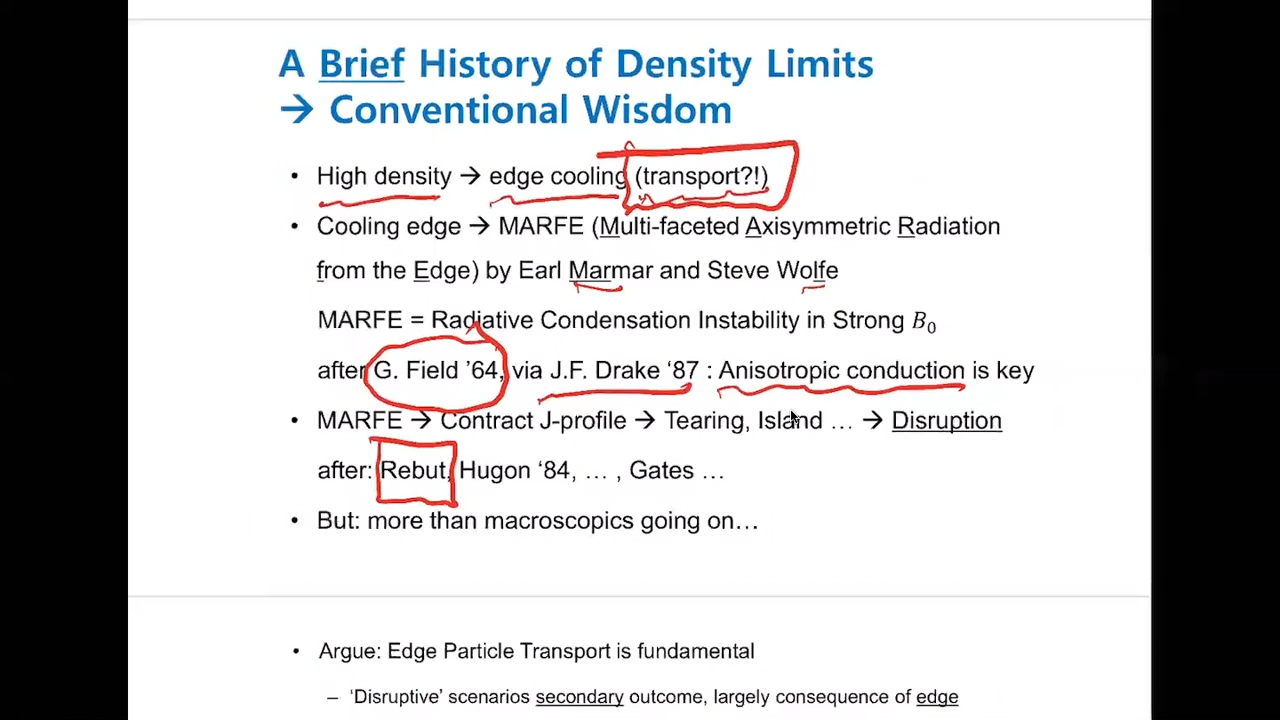 A Brief History of Density Limits
→ Conventional Wisdom
• High density → edge cooling (transport?!)
• Cooling edge → MARFE (Multi-faceted Axisymmetric Radiation
from the Edge) by Earl Marmar and Steve Wolfe
MARFE = Radiative Condensation Instability in Strong B₀
after G. Field ’64, via J.F. Drake ‘87 : Anisotropic conduction is key
• MARFE → Contract J-profile → Tearing, Island … → Disruption
after: Rebut, Hugon ‘84, … , Gates …
• But: more than macroscopics going on…
• Argue: Edge Particle Transport is fundamental
– ‘Disruptive’ scenarios secondary outcome, largely consequence of edge